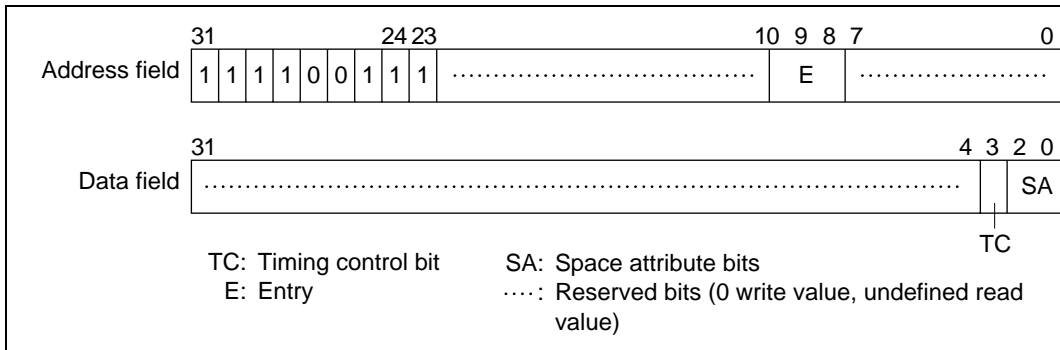 31 24 23 10 9 8 7 0
Address field 1 1 1 1 0 0 1 1 1 ........................................ E ........................
31 4 3 2 0
Data field ........................................................................................ SA
TC
TC: Timing control bit SA: Space attribute bits
E: Entry ····: Reserved bits (0 write value, undefined read
value)